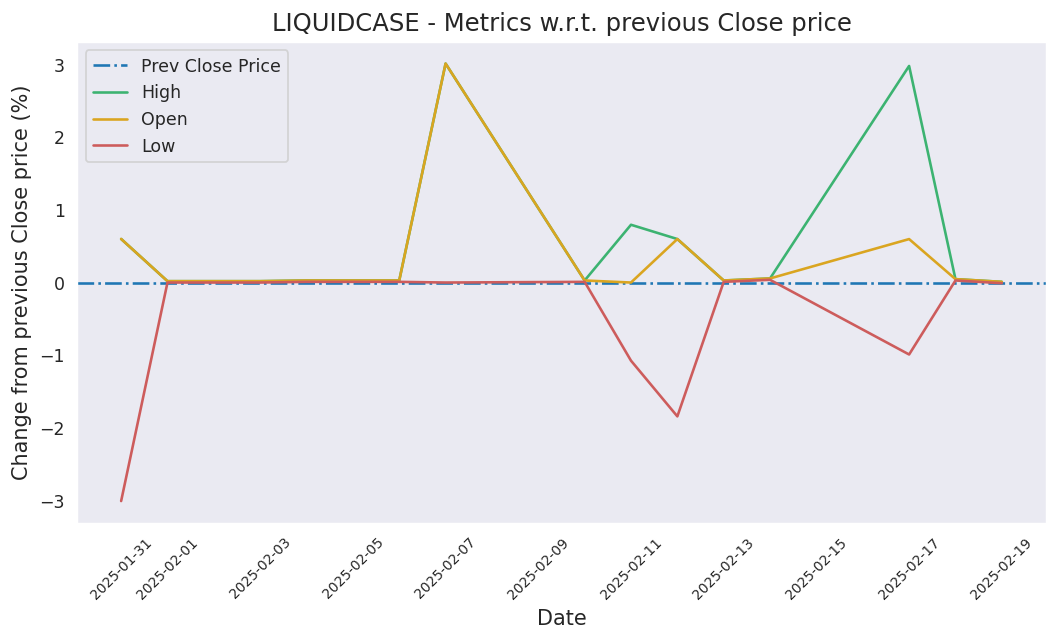 LIQUIDCASE - Metrics w.r.t. previous Close price
Prev Close Price
High
Open
Low
Change from previous Close price (%)
3
2
1
0
−1
−2
−3
2025-01-31
2025-02-01
2025-02-03
2025-02-05
2025-02-07
2025-02-09
2025-02-11
2025-02-13
2025-02-15
2025-02-17
2025-02-19
Date